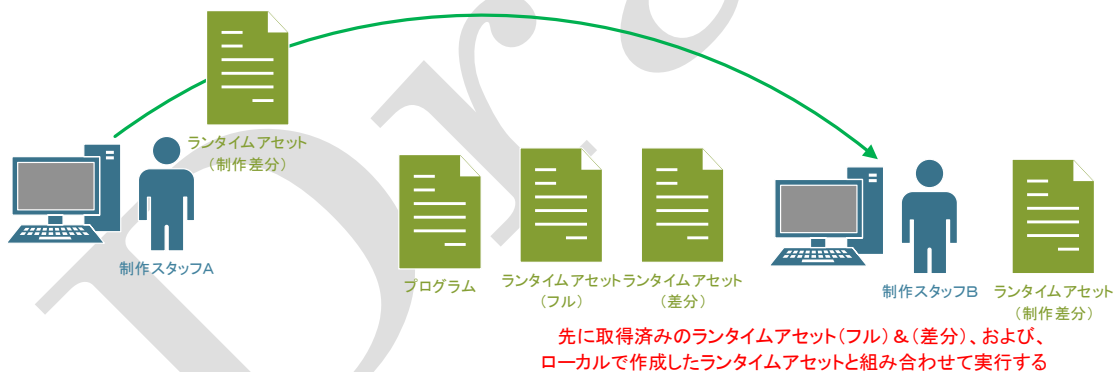 ランタイムアセット
（制作差分）
制作スタッフA
プログラム
ランタイムアセット
（フル）
ランタイムアセット
（差分）
制作スタッフB
ランタイムアセット
（制作差分）
先に取得済みのランタイムアセット（フル）＆（差分）、および、
ローカルで作成したランタイムアセットと組み合わせて実行する